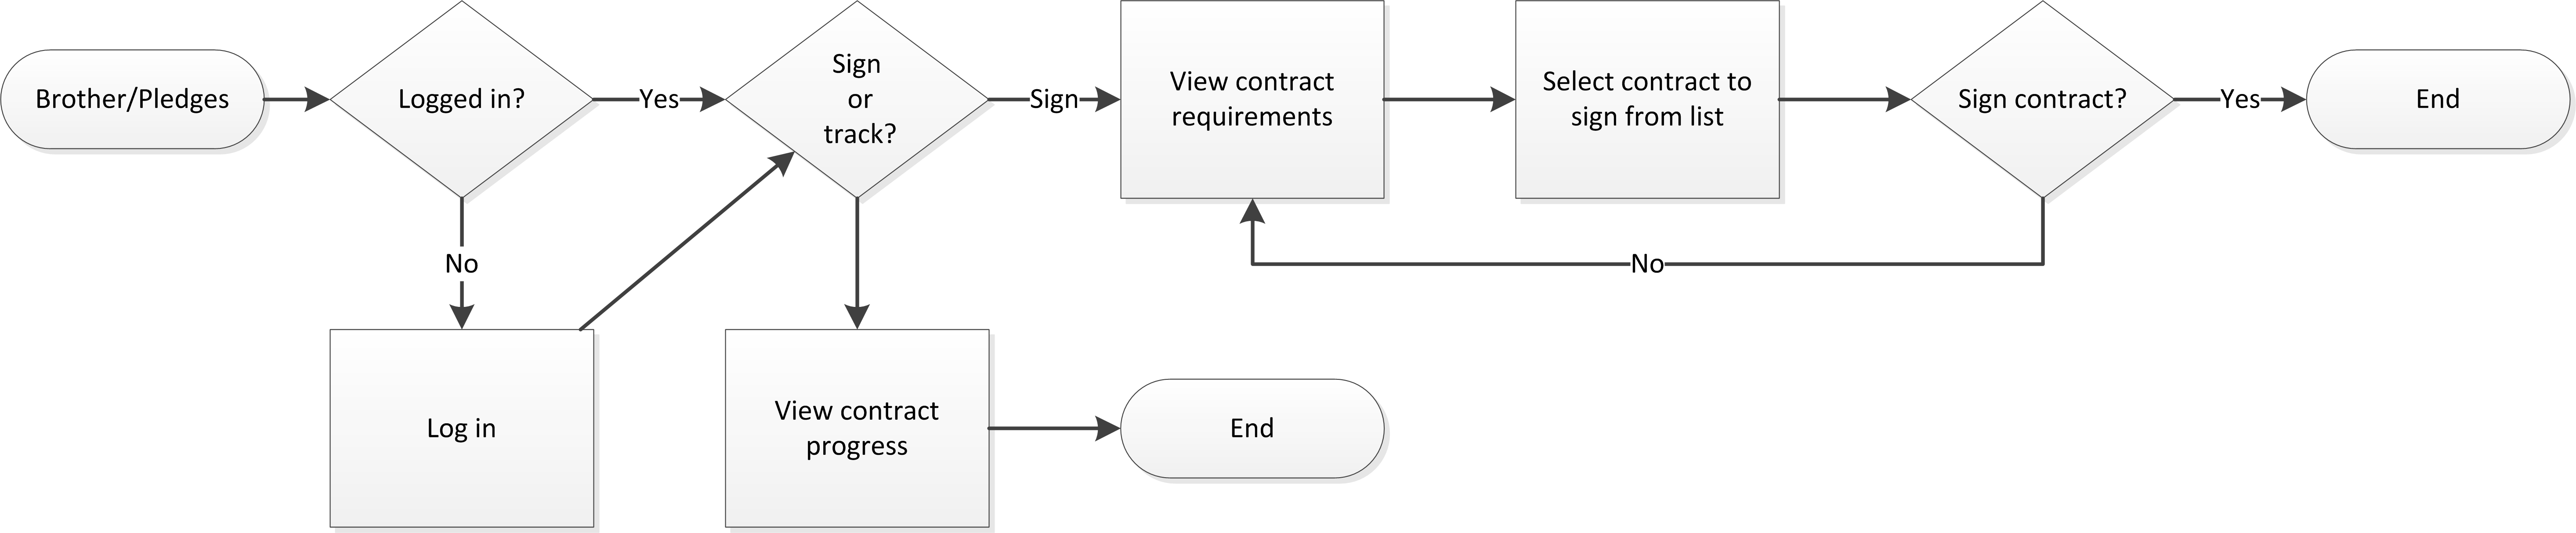 Brother/Pledges
Logged in?
Yes
Sign
or
track?
Sign
View contract
requirements
Select contract to
sign from list
Sign contract?
Yes
End
No
No
Log in
View contract
progress
End